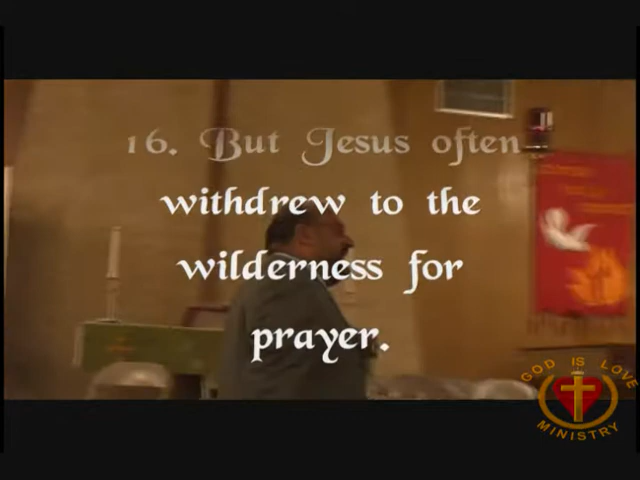 16. But Jesus often
withdrew to the
wilderness for
prayer.
GOD IS LOVE
MINISTRY